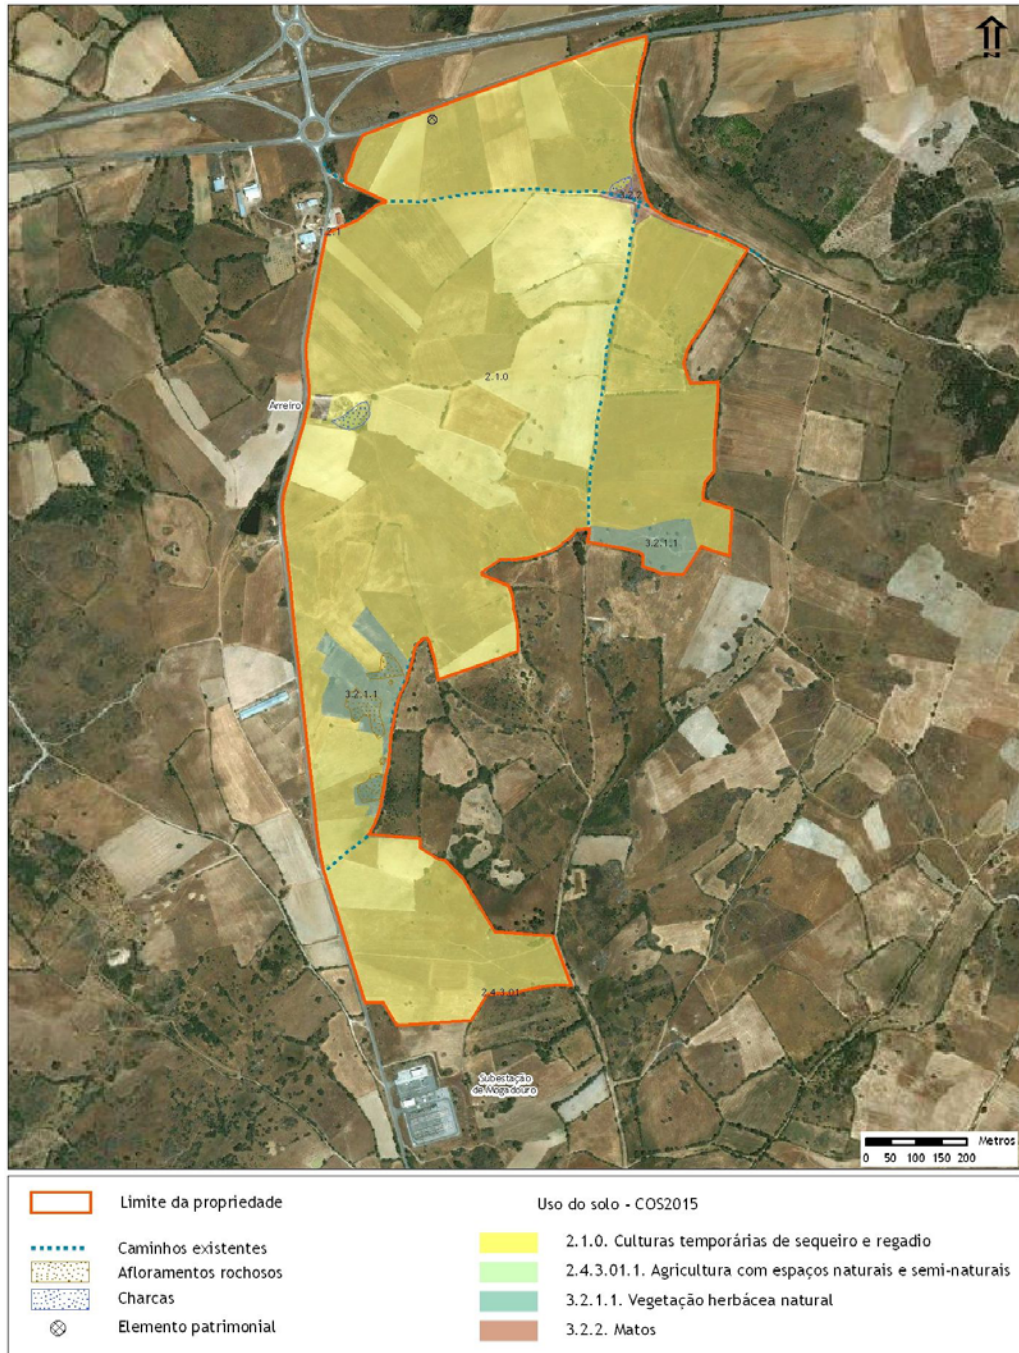 2.1
2.1.0
Arreiro
3.2.1.1
3.2.1.1
2.4.3.01
Subestação
de Mogadouro
Metros
0 50 100 150 200
Limite da propriedade
Caminhos existentes
Afloramentos rochosos
Charcas
Elemento patrimonial
Uso do solo - COS2015
2.1.0. Culturas temporárias de sequeiro e regadio
2.4.3.01.1. Agricultura com espaços naturais e semi-naturais
3.2.1.1. Vegetação herbácea natural
3.2.2. Matos